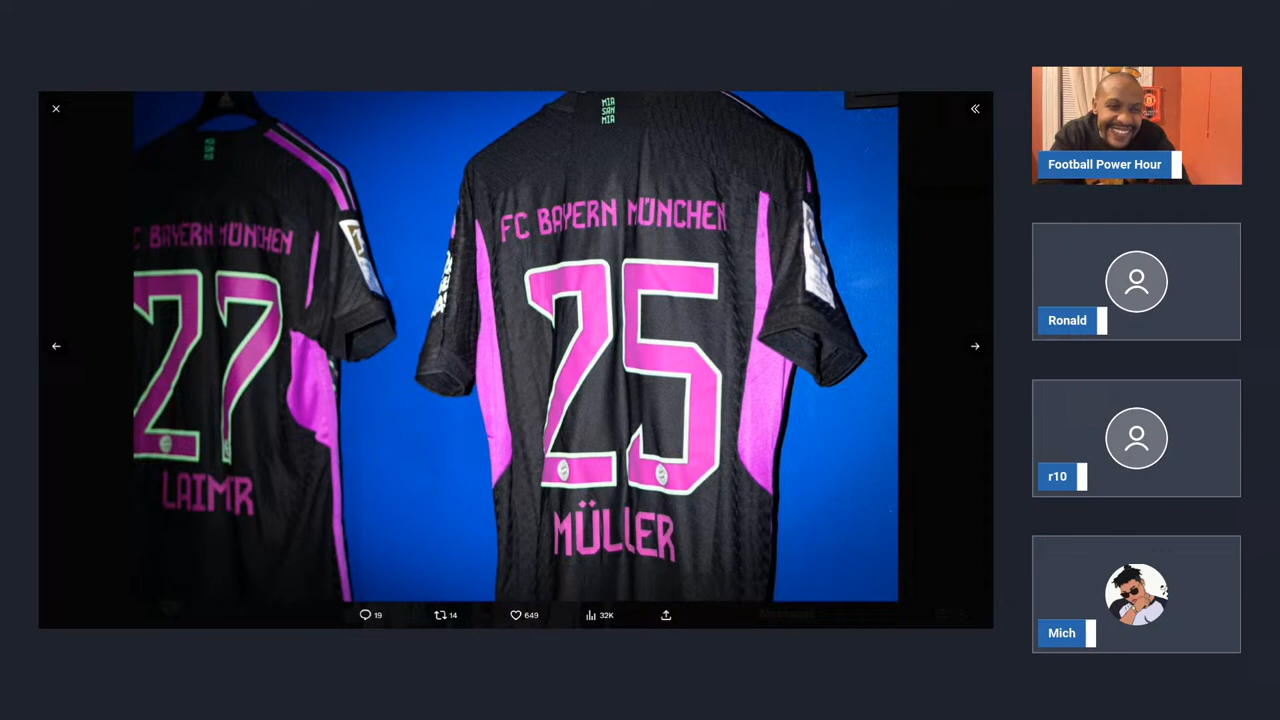 MIA
SAN
MIA
C BAYERN MÜNCHEN
27
LAIMR
FC BAYERN MÜNCHEN
25
MÜLLER
19
14
649
32K
Football Power Hour
Ronald
r10
Mich